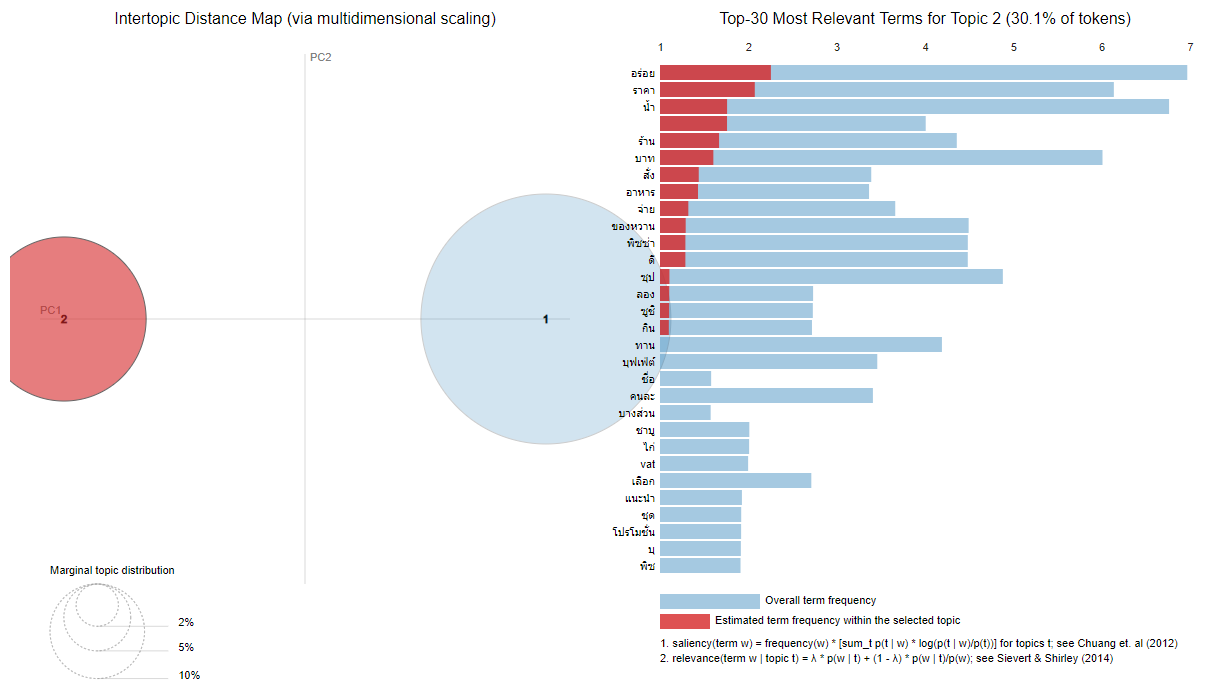 Intertopic Distance Map (via multidimensional scaling)
PC2
PC1
2
1
Marginal topic distribution
2%
5%
10%
Top-30 Most Relevant Terms for Topic 2 (30.1% of tokens)
1 2 3 4 5 6 7
อร่อย
ราคา
น้ำ
ร้าน
บาท
สั่ง
อาหาร
จ่าย
ของหวาน
พิซซ่า
ดี
ซุป
ลอง
ซูชิ
กิน
ทาน
บุฟเฟ่ต์
ชื่อ
คนละ
บางส่วน
ชาบู
ไก่
vat
เลือก
แนะนำ
ชุด
โปรโมชั่น
บุ
พิซ
Overall term frequency
Estimated term frequency within the selected topic
1. saliency(term w) = frequency(w) * [sum_t p(t | w) * log(p(t | w)/p(t))] for topics t; see Chuang et. al (2012)
2. relevance(term w | topic t) = λ * p(w | t) + (1 - λ) * p(w | t)/p(w); see Sievert & Shirley (2014)